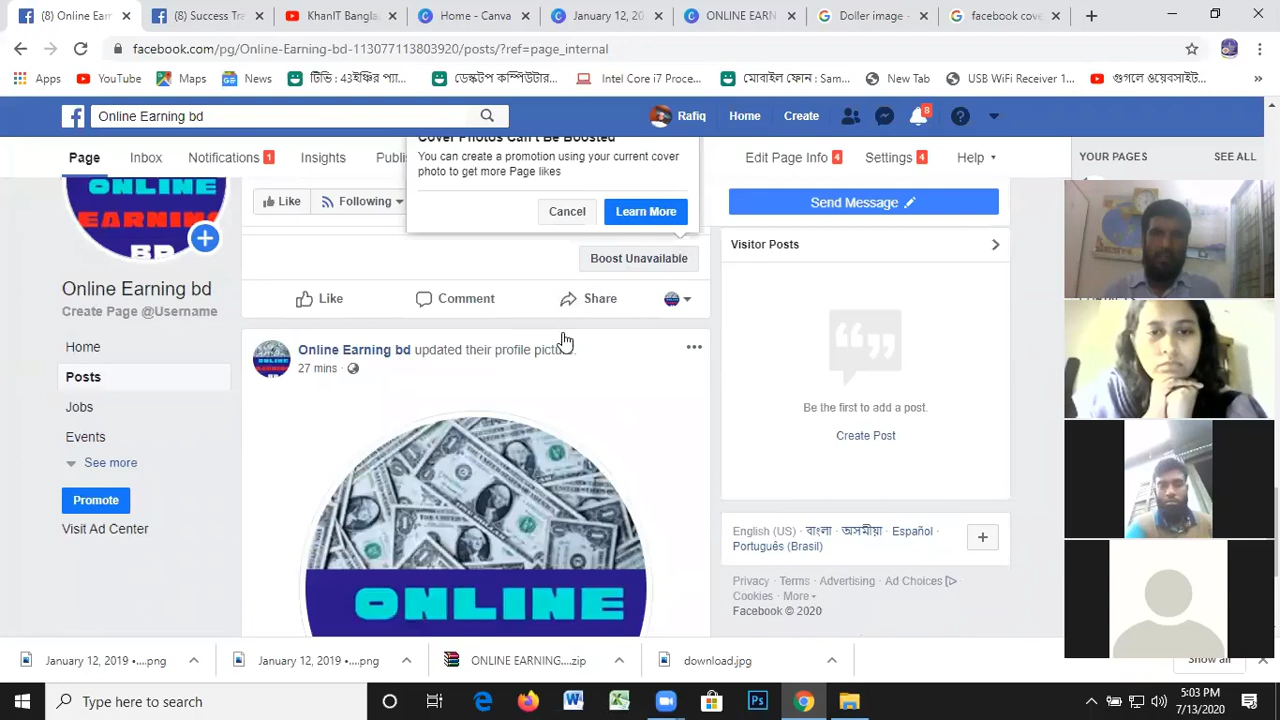 (8) Online E
(8) Success Tra
KhanIT Bangla
Home - Canva
January 12, 20
ONLINE EARN
Doller image -
facebook cove
facebook.com/pg/Online-Earning-bd-113077113803920/posts/?ref=page_internal
Apps
YouTube
Maps
News
টিভি : 43ইঞ্চির প্যা...
ডেস্কটপ কম্পিউটার...
Intel Core i7 Proce...
মোবাইল ফোন : Sam...
New Tab
USB WiFi Receiver 1...
গুগলে ওয়েবসাইট...
»
Online Earning bd
Rafiq
Home
Create
8
Page
Inbox
Notifications 1
Insights
Publis
Cover Photos Can't Be Boosted
You can create a promotion using your current cover
photo to get more Page likes
Cancel
Learn More
Edit Page Info 4
Settings 4
Help
YOUR PAGES
SEE ALL
ONLINE
EARNING
BD
Like
Following
Send Message
Boost Unavailable
Visitor Posts
Online Earning bd
Create Page @Username
Like
Comment
Share
Home
Posts
Jobs
Events
See more
Promote
Visit Ad Center
Online Earning bd updated their profile pictu
27 mins
ONLINE
Be the first to add a post.
Create Post
English (US) · বাংলা · অসমীয়া · Español ·
Português (Brasil)
Privacy · Terms · Advertising · Ad Choices
Cookies · More
Facebook © 2020
January 12, 2019 •....png
January 12, 2019 •....png
ONLINE EARNING....zip
download.jpg
Show all
Type here to search
5:03 PM
7/13/2020